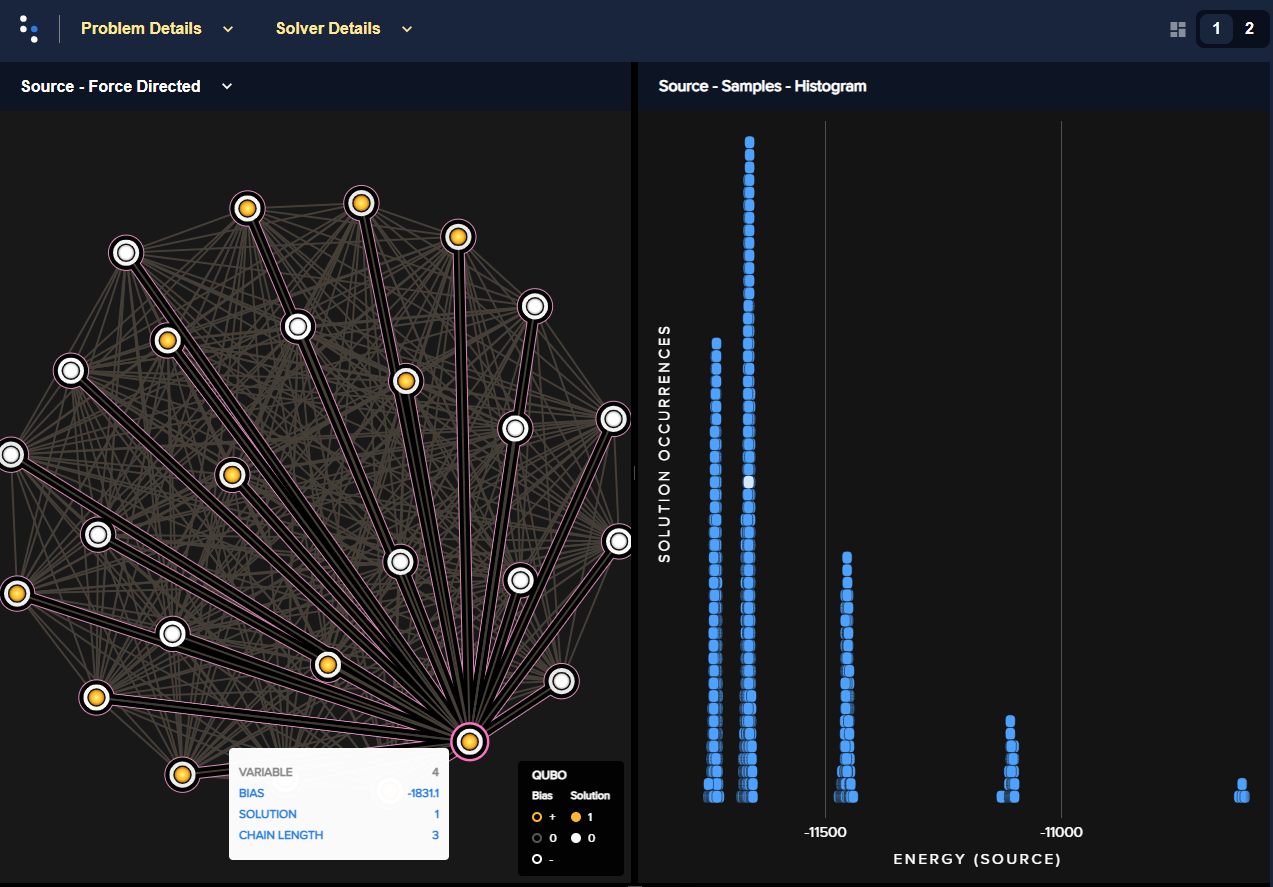 Problem Details
Solver Details
1 2
Source - Force Directed
Source - Samples - Histogram
SOLUTION OCCURRENCES
VARIABLE 4
BIAS -1831.1
SOLUTION 1
CHAIN LENGTH 3
QUBO
Bias Solution
+ 1
0 0
-
-11500 -11000
ENERGY (SOURCE)